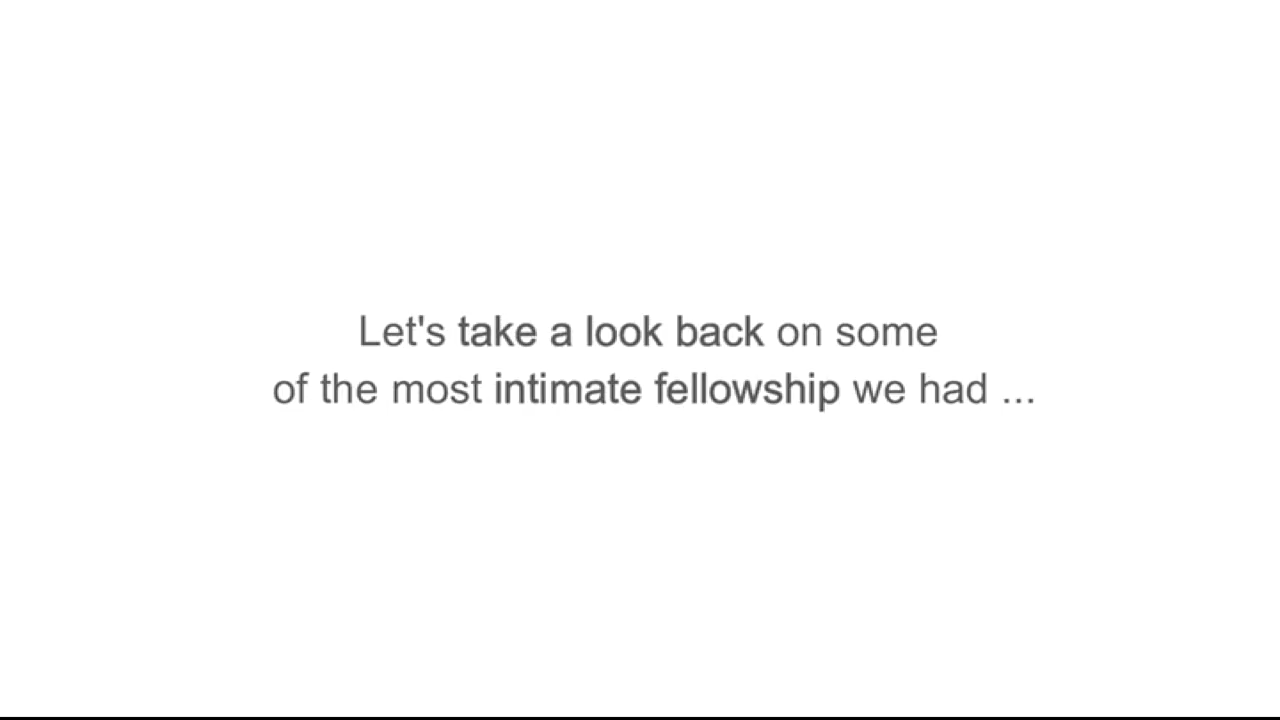 Let's take a look back on some
of the most intimate fellowship we had ...